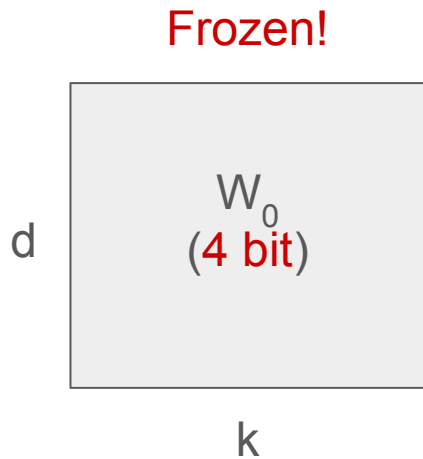 Frozen!
W₀
d
(4 bit)
k